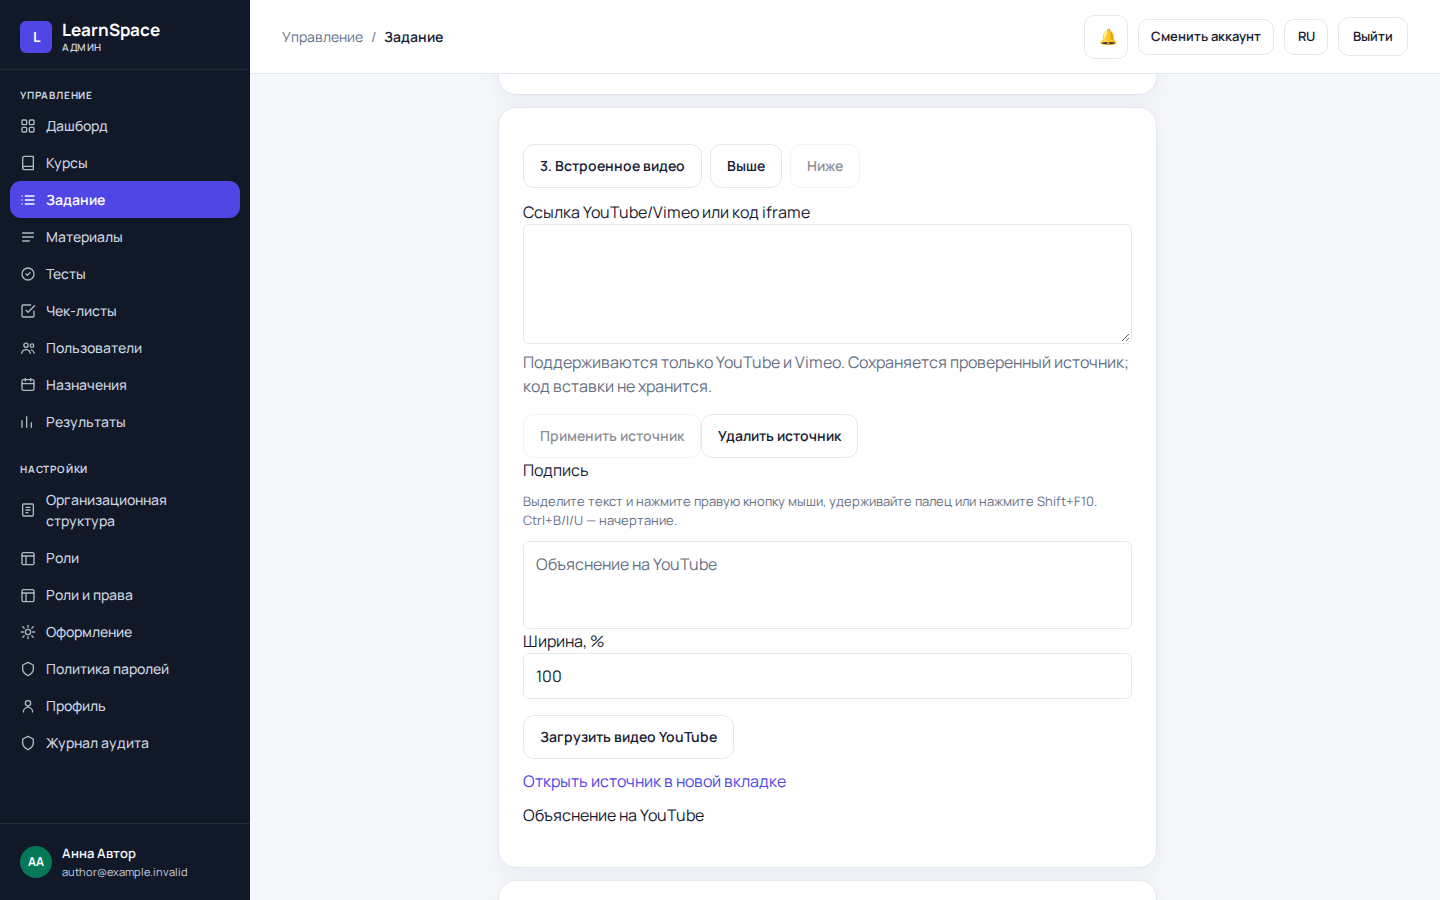 L
LearnSpace
АДМИН
УПРАВЛЕНИЕ
Дашборд
Курсы
Задание
Материалы
Тесты
Чек-листы
Пользователи
Назначения
Результаты
НАСТРОЙКИ
Организационная
структура
Роли
Роли и права
Оформление
Политика паролей
Профиль
Журнал аудита
АА
Анна Автор
author@example.invalid
Управление / Задание
Сменить аккаунт
RU
Выйти
3. Встроенное видео
Выше
Ниже
Ссылка YouTube/Vimeo или код iframe
Поддерживаются только YouTube и Vimeo. Сохраняется проверенный источник;
код вставки не хранится.
Применить источник
Удалить источник
Подпись
Выделите текст и нажмите правую кнопку мыши, удерживайте палец или нажмите Shift+F10.
Ctrl+B/I/U — начертание.
Объяснение на YouTube
Ширина, %
100
Загрузить видео YouTube
Открыть источник в новой вкладке
Объяснение на YouTube